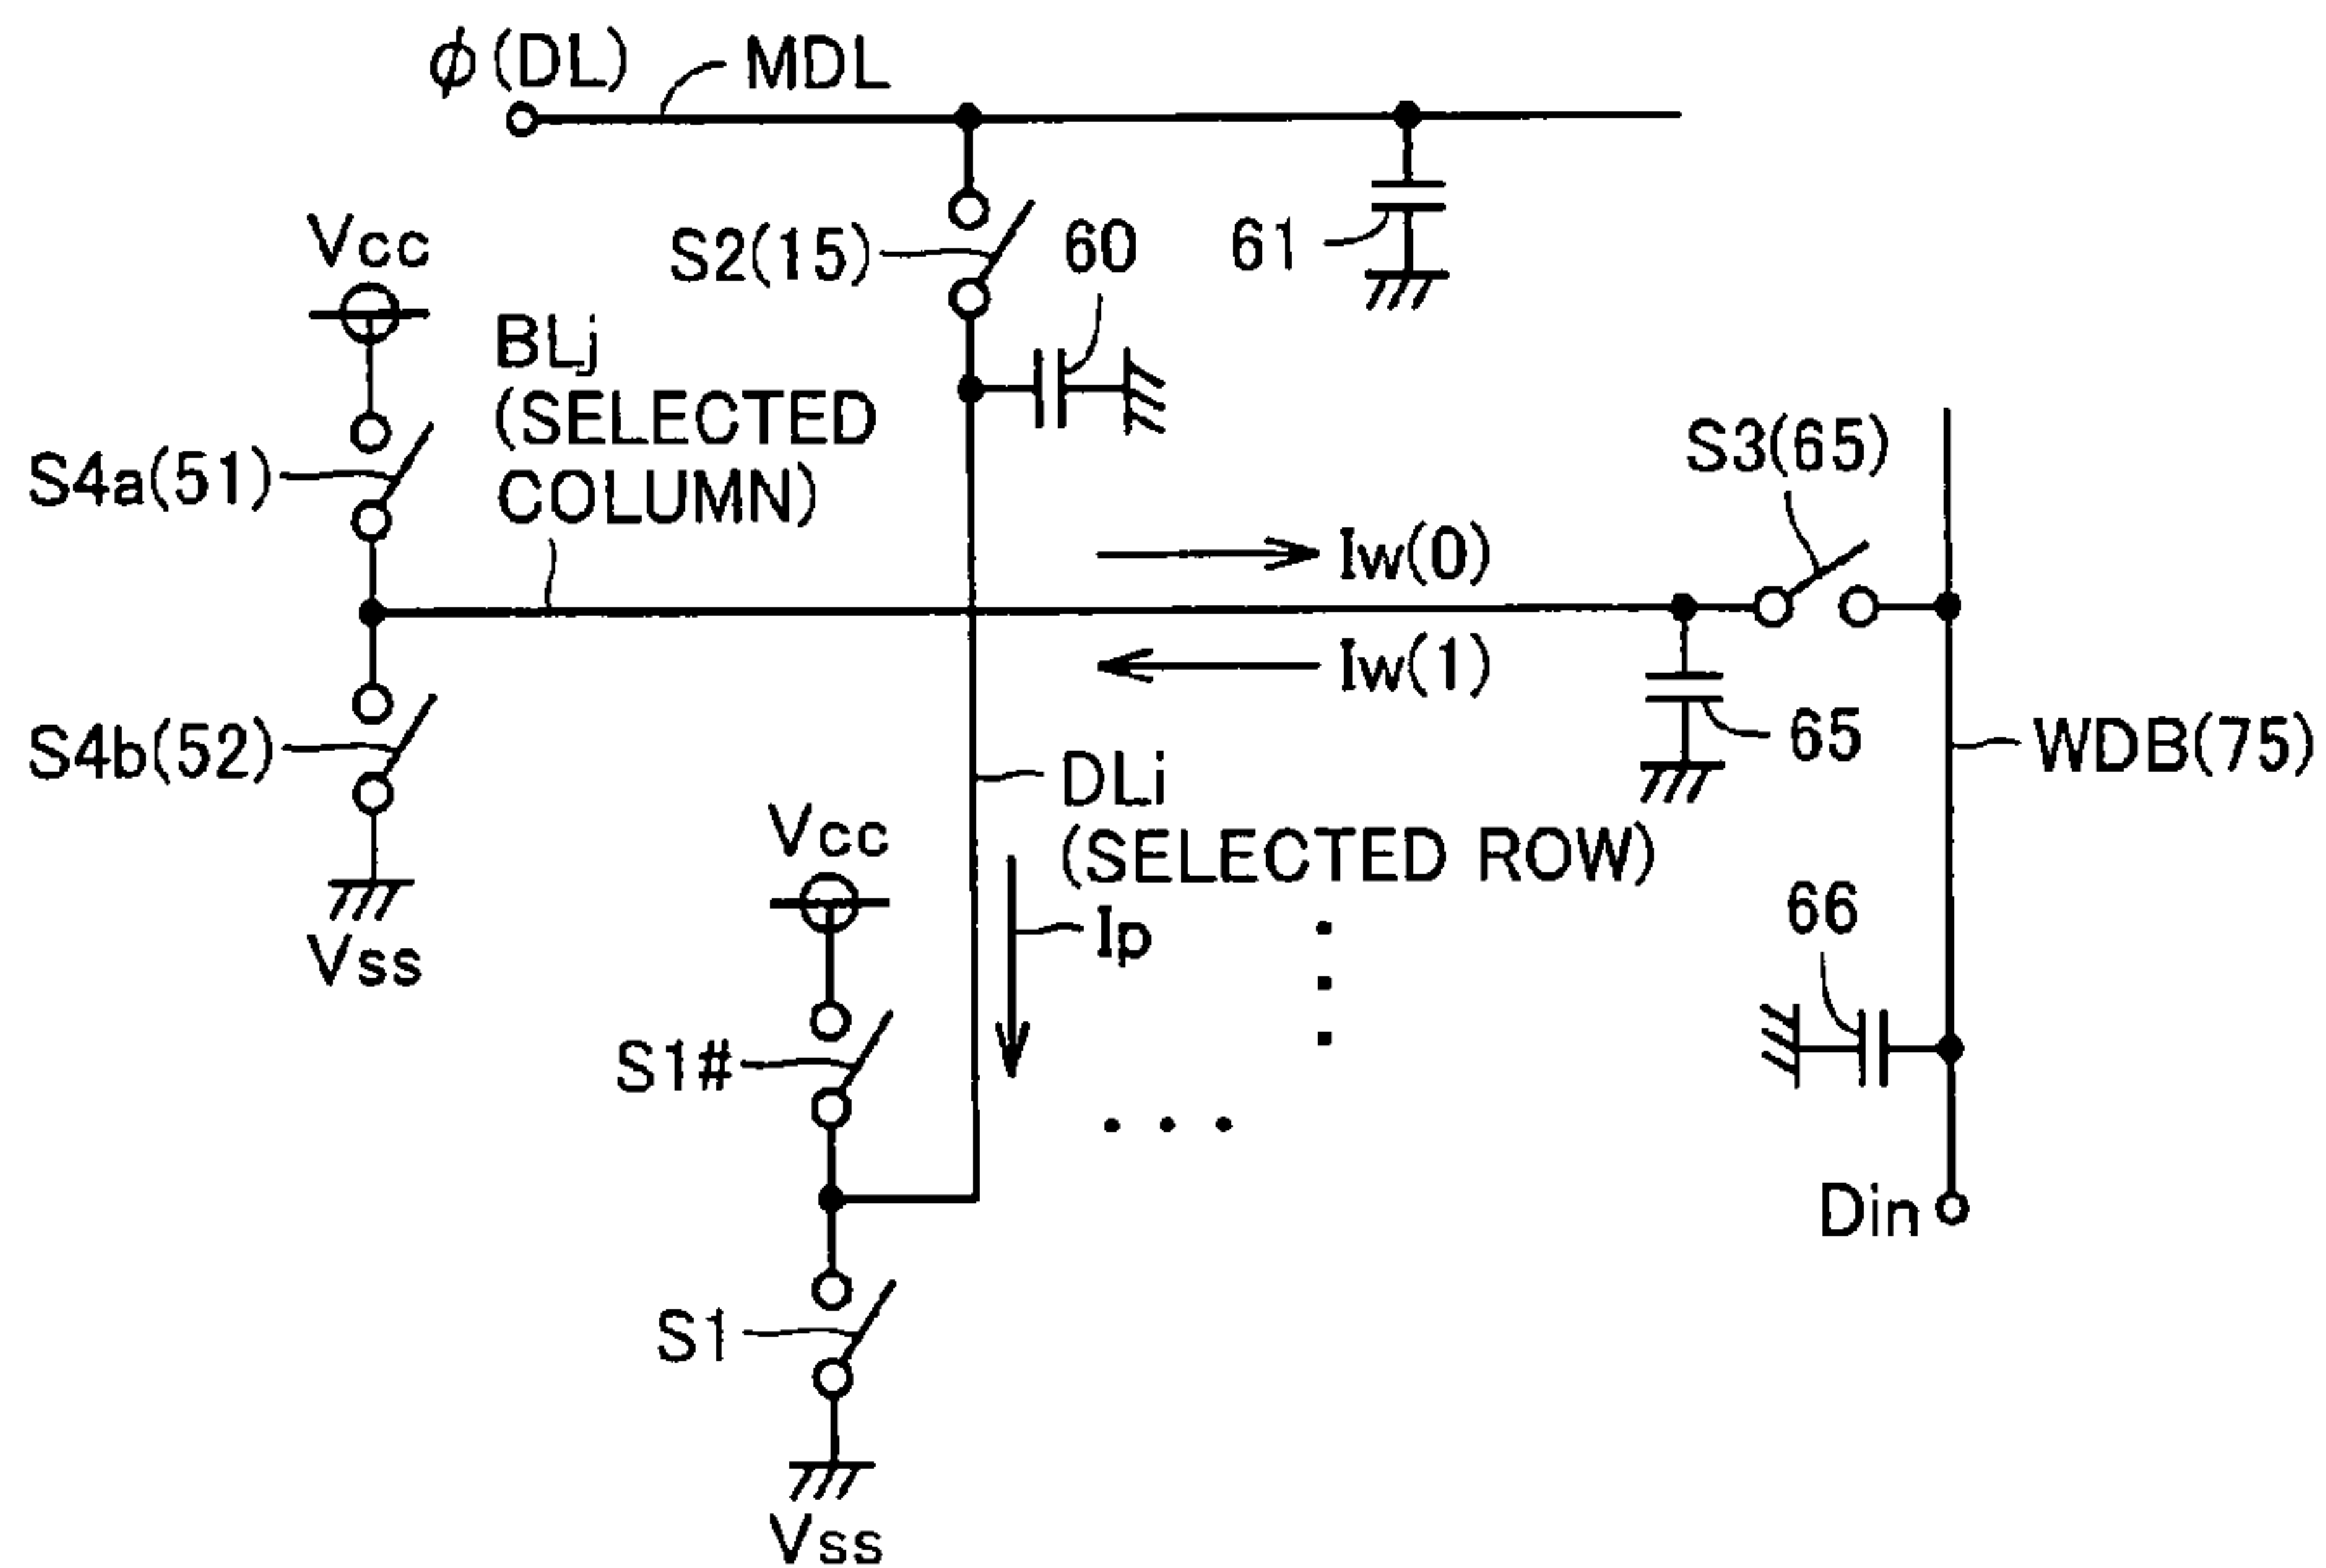 ϕ(DL)
MDL
Vcc
S2(15)
60
61
BLj
(SELECTED
COLUMN)
S4a(51)
S3(65)
Iw(0)
Iw(1)
65
S4b(52)
WDB(75)
DLi
(SELECTED ROW)
Vcc
Vss
Ip
66
S1#
Din
S1
Vss